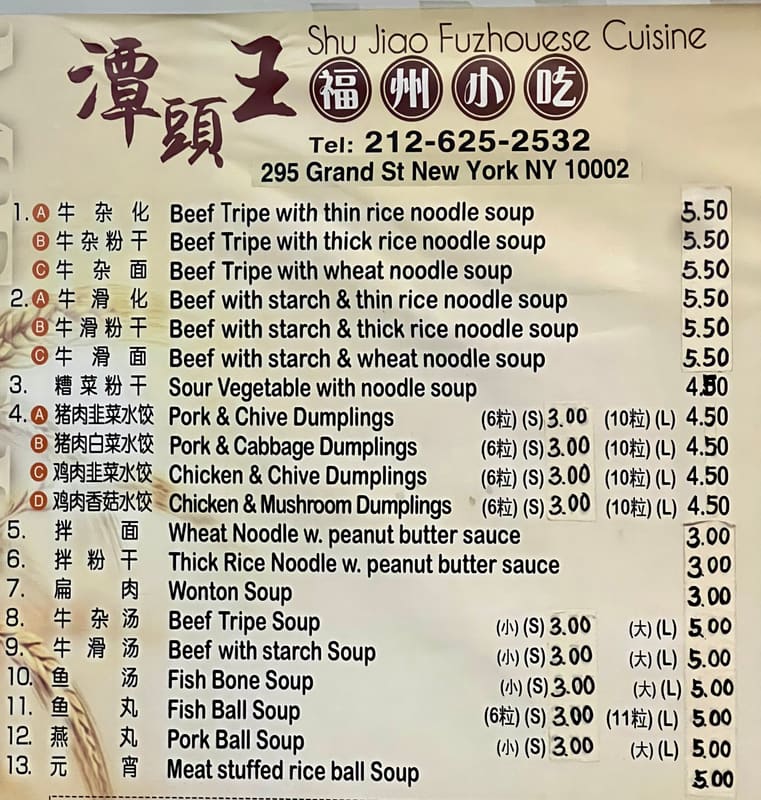 潭頭王
Shu Jiao Fuzhouese Cuisine
福州小吃
Tel: 212-625-2532
295 Grand St New York NY 10002
1. A 牛杂化 Beef Tripe with thin rice noodle soup 5.50
B 牛杂粉干 Beef Tripe with thick rice noodle soup 5.50
C 牛杂面 Beef Tripe with wheat noodle soup 5.50
2. A 牛滑化 Beef with starch & thin rice noodle soup 5.50
B 牛滑粉干 Beef with starch & thick rice noodle soup 5.50
C 牛滑面 Beef with starch & wheat noodle soup 5.50
3. 糟菜粉干 Sour Vegetable with noodle soup 4.50
4. A 猪肉韭菜水饺 Pork & Chive Dumplings (6粒) (S) 3.00 (10粒) (L) 4.50
B 猪肉白菜水饺 Pork & Cabbage Dumplings (6粒) (S) 3.00 (10粒) (L) 4.50
C 鸡肉韭菜水饺 Chicken & Chive Dumplings (6粒) (S) 3.00 (10粒) (L) 4.50
D 鸡肉香菇水饺 Chicken & Mushroom Dumplings (6粒) (S) 3.00 (10粒) (L) 4.50
5. 拌面 Wheat Noodle w. peanut butter sauce 3.00
6. 拌粉干 Thick Rice Noodle w. peanut butter sauce 3.00
7. 扁肉 Wonton Soup 3.00
8. 牛杂汤 Beef Tripe Soup (小) (S) 3.00 (大) (L) 5.00
9. 牛滑汤 Beef with starch Soup (小) (S) 3.00 (大) (L) 5.00
10. 鱼汤 Fish Bone Soup (小) (S) 3.00 (大) (L) 5.00
11. 鱼丸 Fish Ball Soup (6粒) (S) 3.00 (11粒) (L) 5.00
12. 燕丸 Pork Ball Soup (小) (S) 3.00 (大) (L) 5.00
13. 元宵 Meat stuffed rice ball Soup 5.00